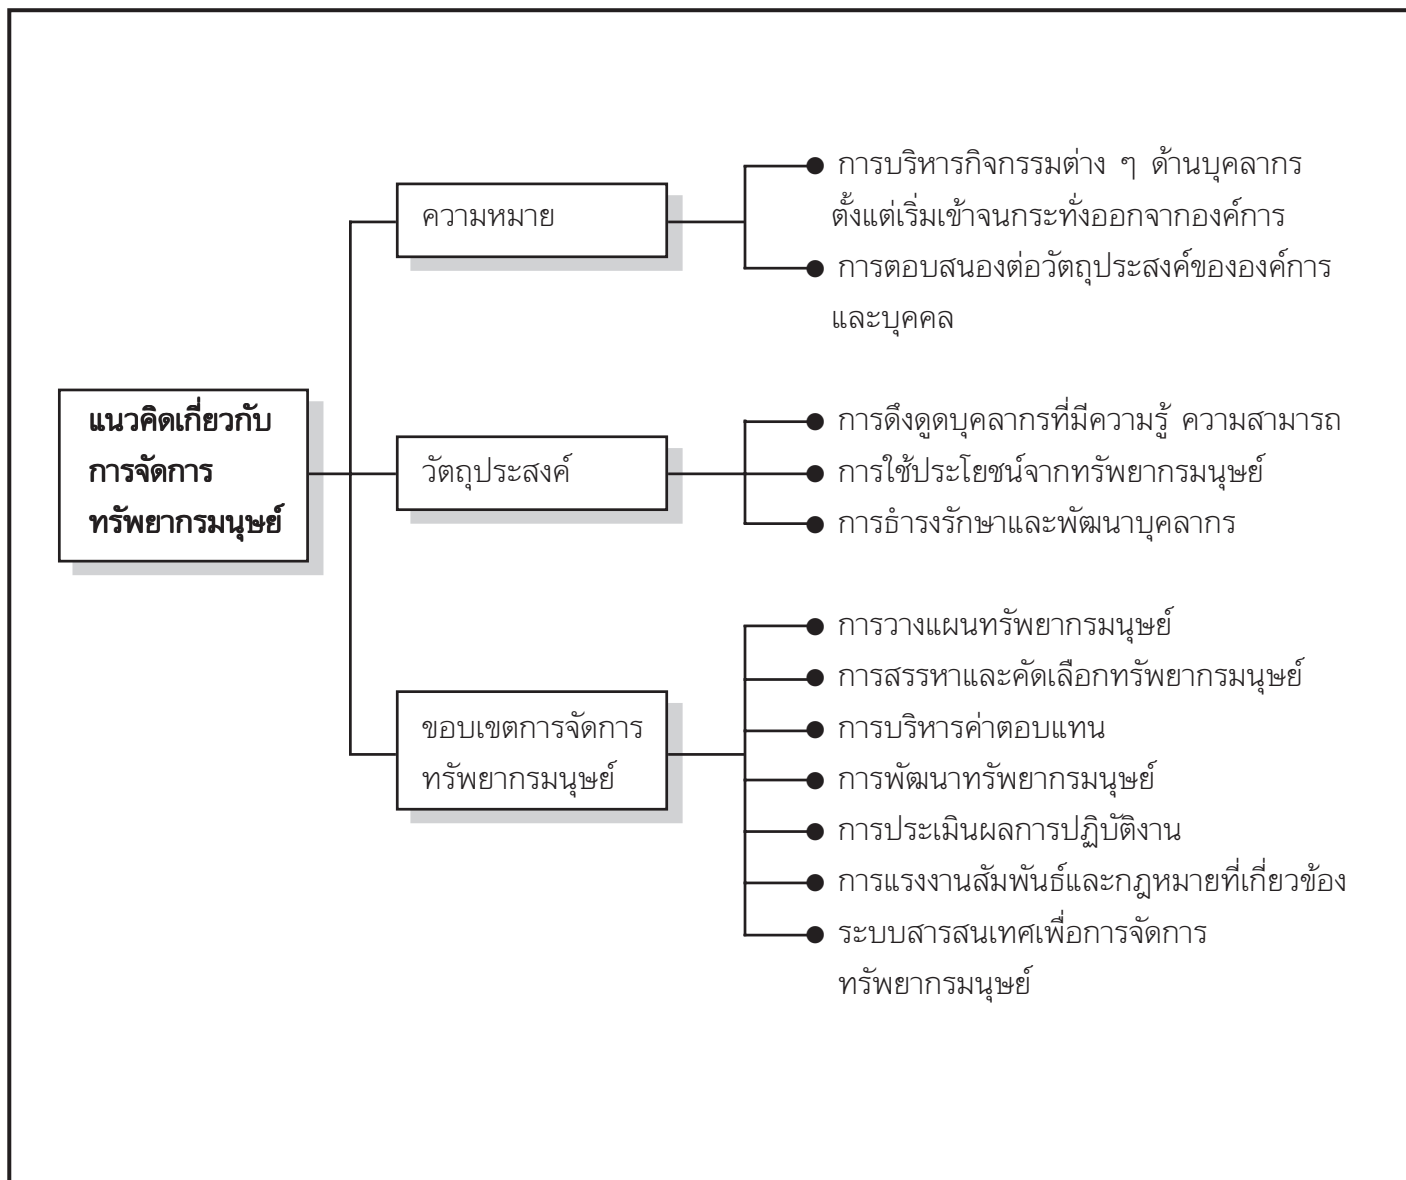 แนวคิดเกี่ยวกับ
การจัดการ
ทรัพยากรมนุษย์
ความหมาย
● การบริหารกิจกรรมต่าง ๆ ด้านบุคลากร
ตั้งแต่เริ่มเข้าจนกระทั่งออกจากองค์การ
● การตอบสนองต่อวัตถุประสงค์ขององค์การ
และบุคคล
วัตถุประสงค์
● การดึงดูดบุคลากรที่มีความรู้ ความสามารถ
● การใช้ประโยชน์จากทรัพยากรมนุษย์
● การธำรงรักษาและพัฒนาบุคลากร
ขอบเขตการจัดการ
ทรัพยากรมนุษย์
● การวางแผนทรัพยากรมนุษย์
● การสรรหาและคัดเลือกทรัพยากรมนุษย์
● การบริหารค่าตอบแทน
● การพัฒนาทรัพยากรมนุษย์
● การประเมินผลการปฏิบัติงาน
● การแรงงานสัมพันธ์และกฎหมายที่เกี่ยวข้อง
● ระบบสารสนเทศเพื่อการจัดการ
ทรัพยากรมนุษย์